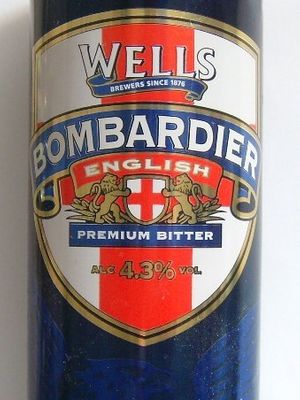 WELLS
BREWERS SINCE 1876
BOMBARDIER
ENGLISH
PREMIUM BITTER
ALC 4.3% VOL